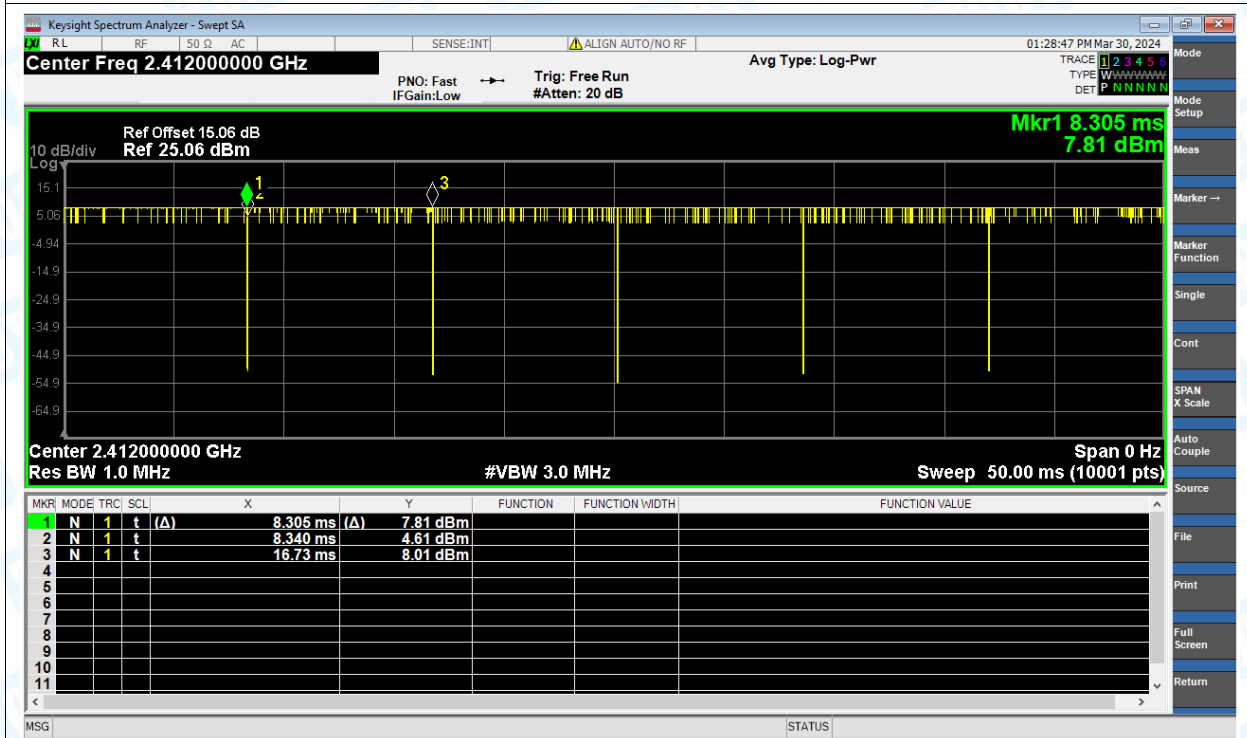 Keysight Spectrum Analyzer - Swept SA
LXI RL RF 50 Ω AC SENSE:INT ALIGN AUTO/NO RF 01:28:47 PM Mar 30, 2024
Center Freq 2.412000000 GHz
PNO: Fast
IFGain:Low
Trig: Free Run
#Atten: 20 dB
Avg Type: Log-Pwr
TRACE 1 2 3 4 5 6
TYPE WWWWWW
DET P N N N N N
Ref Offset 15.06 dB
10 dB/div Ref 25.06 dBm
Log
Mkr1 8.305 ms
7.81 dBm
15.1
5.06
-4.94
-14.9
-24.9
-34.9
-44.9
-54.9
-64.9
1
2
3
Center 2.412000000 GHz Span 0 Hz
Res BW 1.0 MHz #VBW 3.0 MHz Sweep 50.00 ms (10001 pts)
MKR MODE TRC SCL X Y FUNCTION FUNCTION WIDTH FUNCTION VALUE
1 N 1 t (Δ) 8.305 ms (Δ) 7.81 dBm
2 N 1 t 8.340 ms 4.61 dBm
3 N 1 t 16.73 ms 8.01 dBm
4
5
6
7
8
9
10
11
MSG STATUS
Mode
Mode
Setup
Meas
Marker →
Marker
Function
Single
Cont
SPAN
X Scale
Auto
Couple
Source
File
Print
Full
Screen
Return